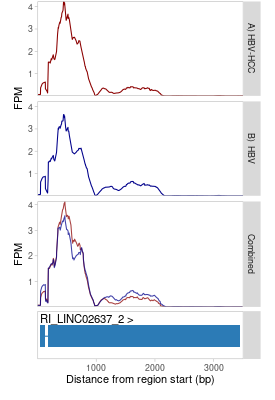 4
3
2
1
A) HBV-HCC
FPM
4
3
2
1
B) HBV
4
3
2
1
Combined
FPM
RI_LINC02637_2 >
1000 2000 3000
Distance from region start (bp)